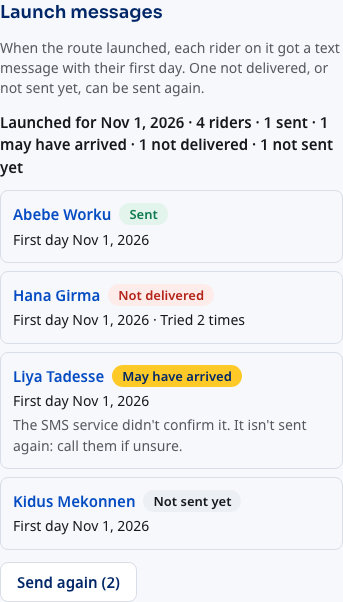 Launch messages
When the route launched, each rider on it got a text
message with their first day. One not delivered, or
not sent yet, can be sent again.
Launched for Nov 1, 2026 · 4 riders · 1 sent · 1
may have arrived · 1 not delivered · 1 not sent
yet
Abebe Worku Sent
First day Nov 1, 2026
Hana Girma Not delivered
First day Nov 1, 2026 · Tried 2 times
Liya Tadesse May have arrived
First day Nov 1, 2026
The SMS service didn't confirm it. It isn't sent
again: call them if unsure.
Kidus Mekonnen Not sent yet
First day Nov 1, 2026
Send again (2)